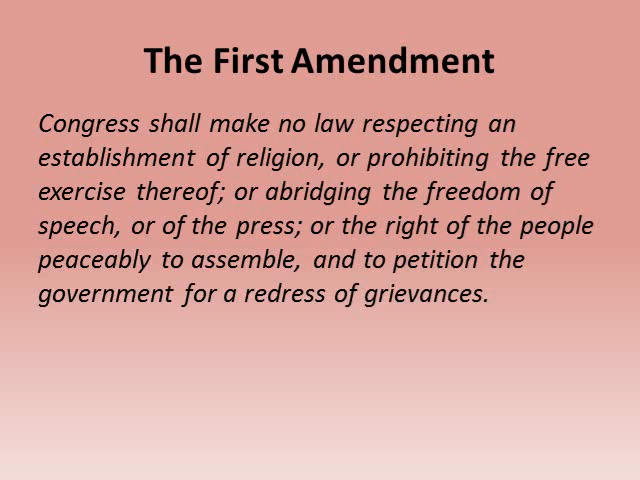 The First Amendment
Congress shall make no law respecting an
establishment of religion, or prohibiting the free
exercise thereof; or abridging the freedom of
speech, or of the press; or the right of the people
peaceably to assemble, and to petition the
government for a redress of grievances.